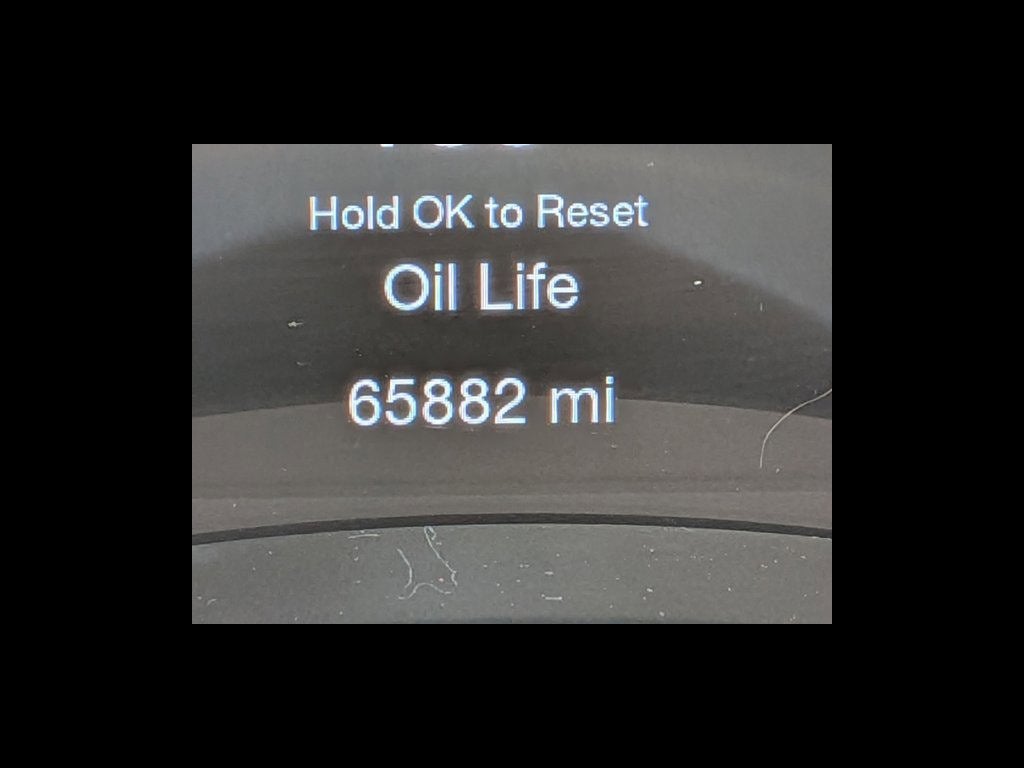 Hold OK to Reset
Oil Life
65882 mi